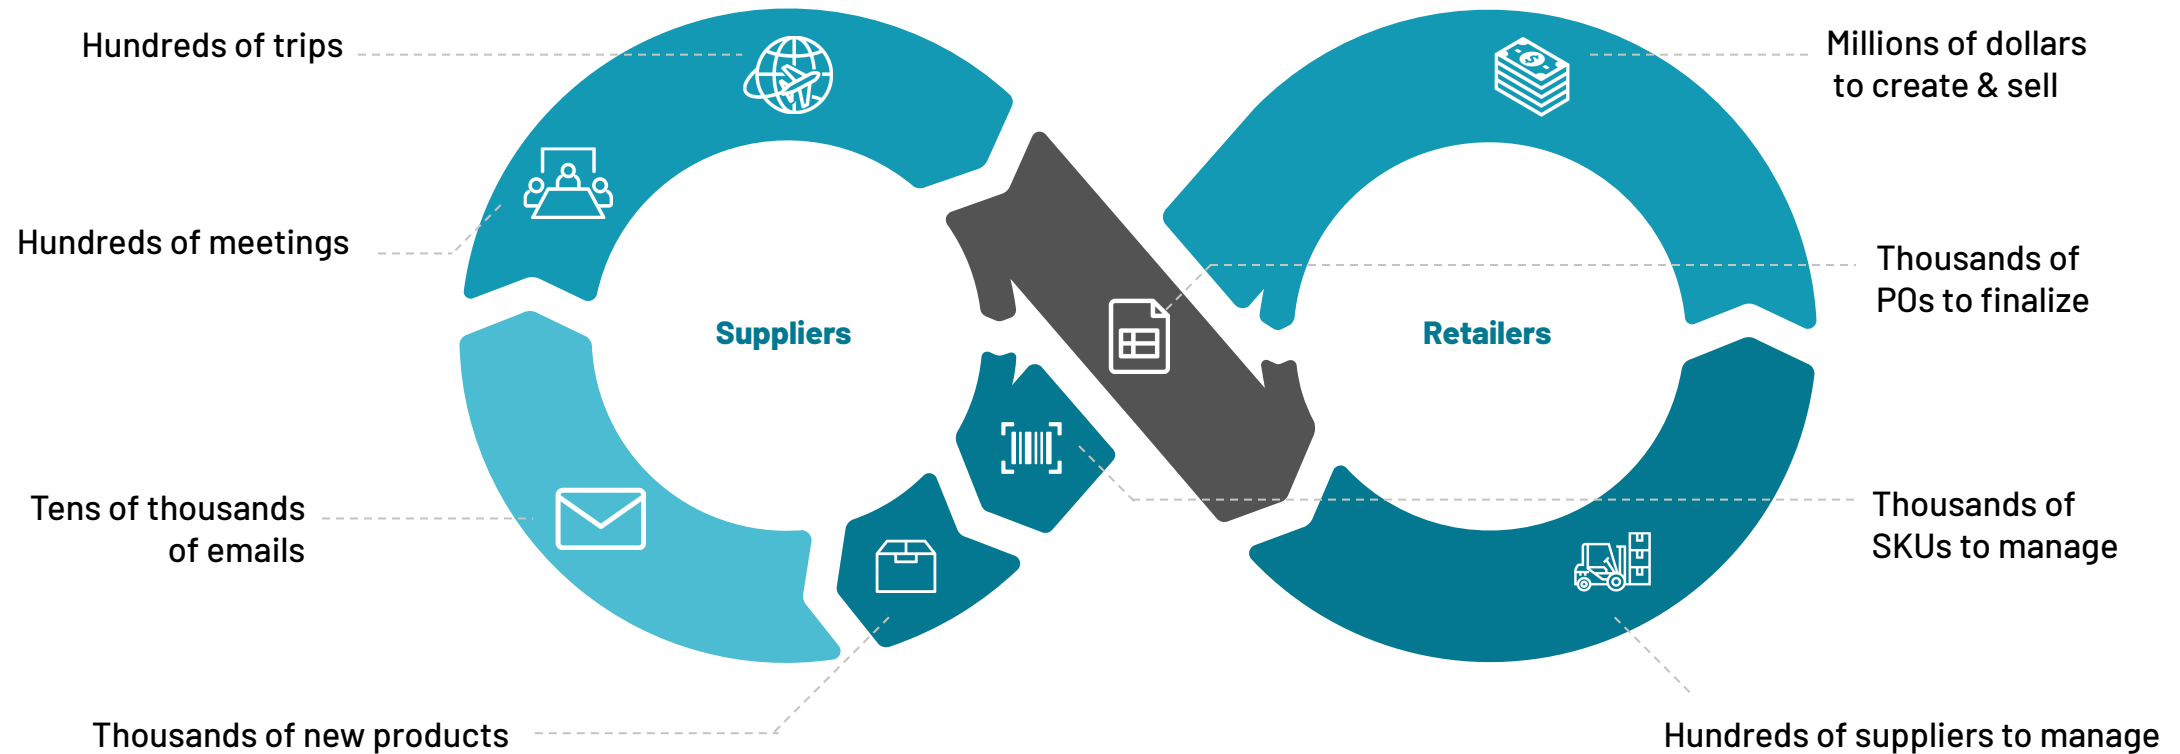 Hundreds of trips
Hundreds of meetings
Tens of thousands
of emails
Thousands of new products
Suppliers
Retailers
Millions of dollars
to create & sell
Thousands of
POs to finalize
Thousands of
SKUs to manage
Hundreds of suppliers to manage